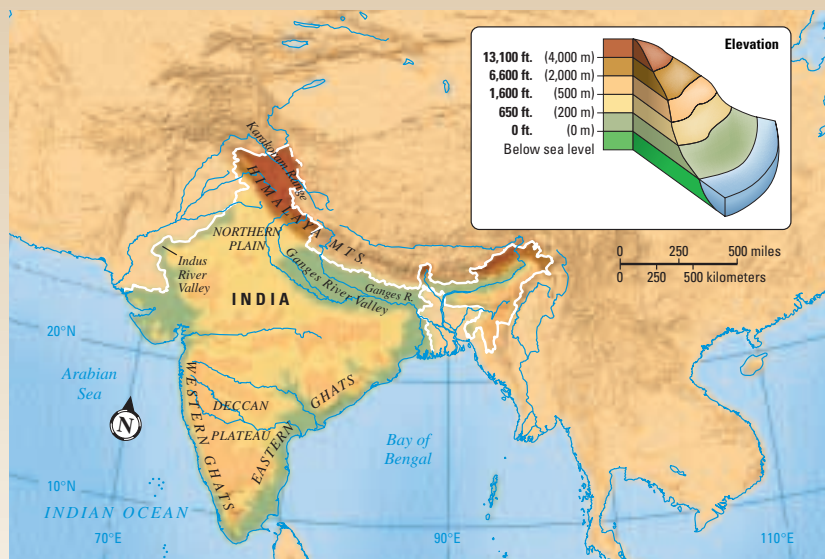 Elevation
13,100 ft. (4,000 m)
6,600 ft. (2,000 m)
1,600 ft. (500 m)
650 ft. (200 m)
0 ft. (0 m)
Below sea level
0 250 500 miles
0 250 500 kilometers
Karakoram Range
HIMALAYA MTS.
NORTHERN
PLAIN
Indus
River
Valley
Ganges R.
Ganges River Valley
INDIA
20°N
Arabian
Sea
N
WESTERN GHATS
DECCAN
PLATEAU
EASTERN GHATS
Bay of
Bengal
10°N
INDIAN OCEAN
70°E
90°E
110°E